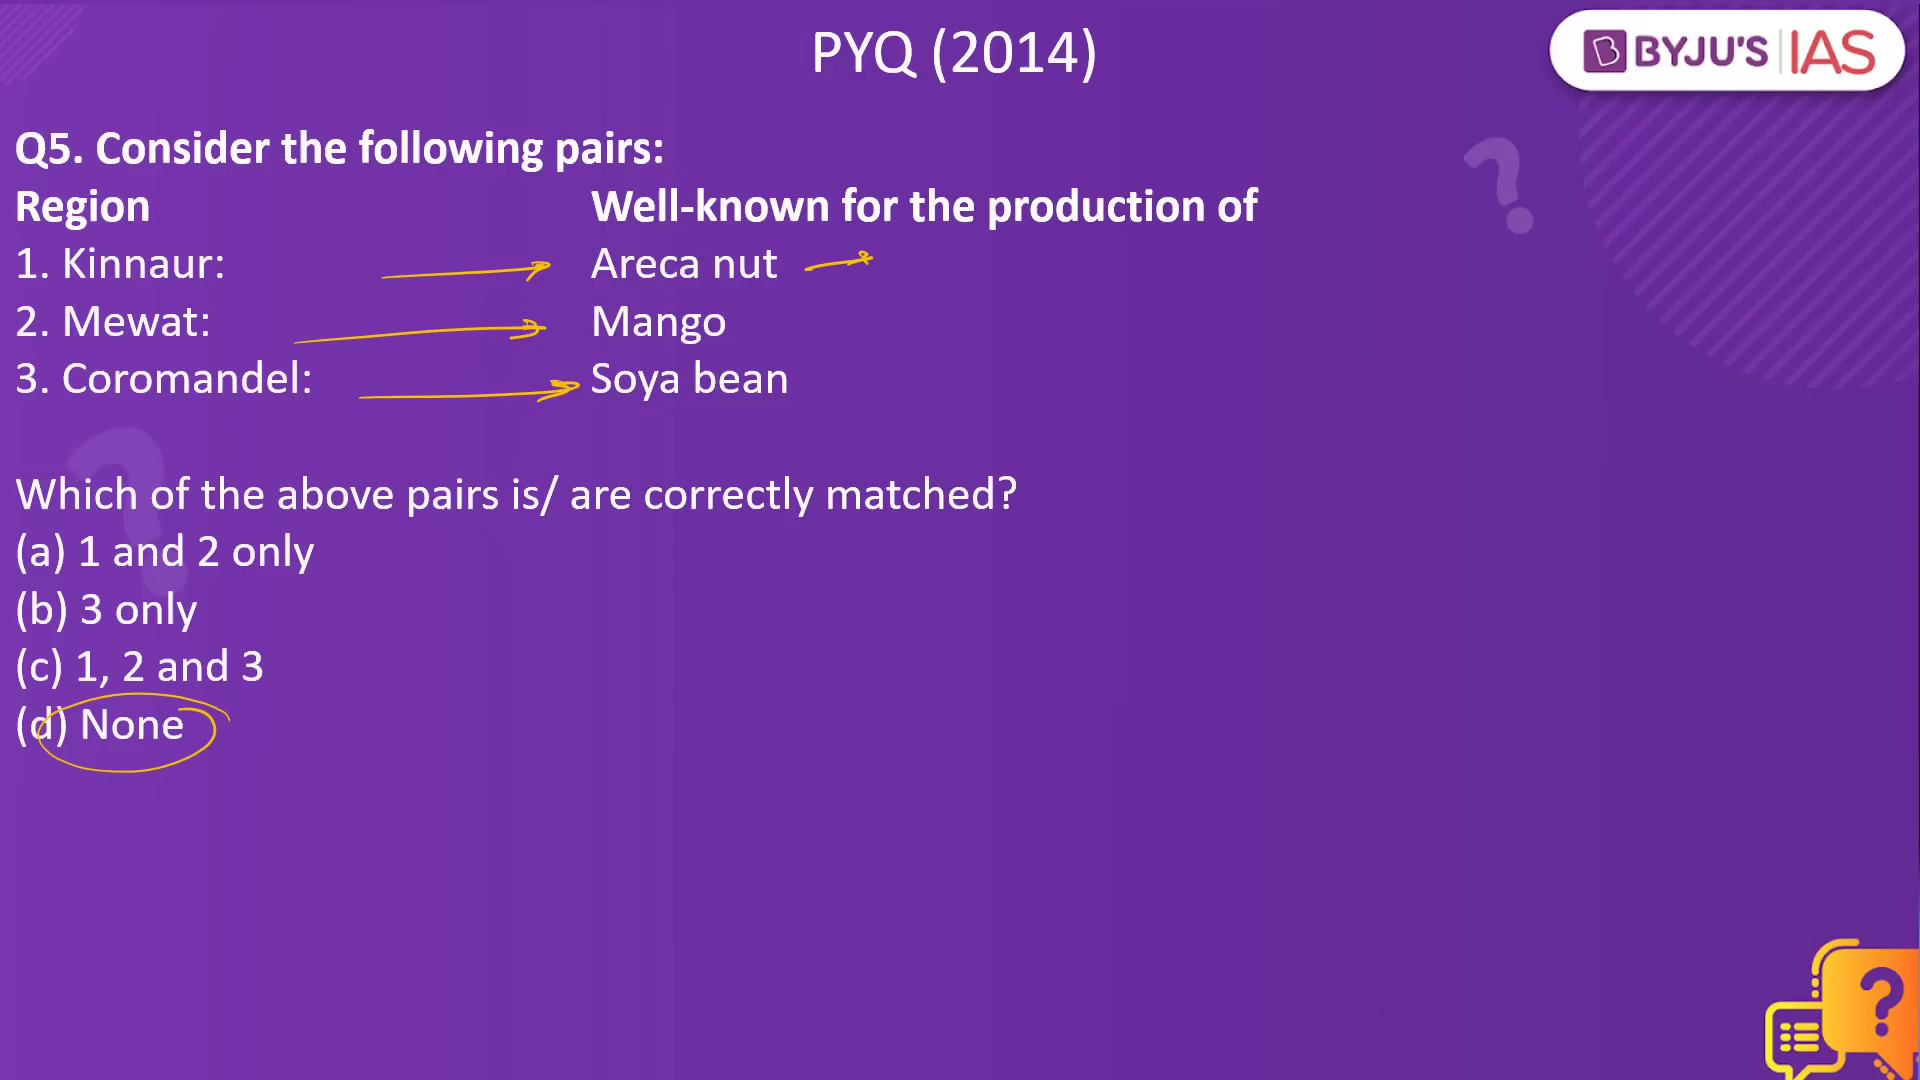 PYQ (2014)
BYJU'S IAS
Q5. Consider the following pairs:
Region Well-known for the production of
1. Kinnaur: Areca nut
2. Mewat: Mango
3. Coromandel: Soya bean
Which of the above pairs is/ are correctly matched?
(a) 1 and 2 only
(b) 3 only
(c) 1, 2 and 3
(d) None